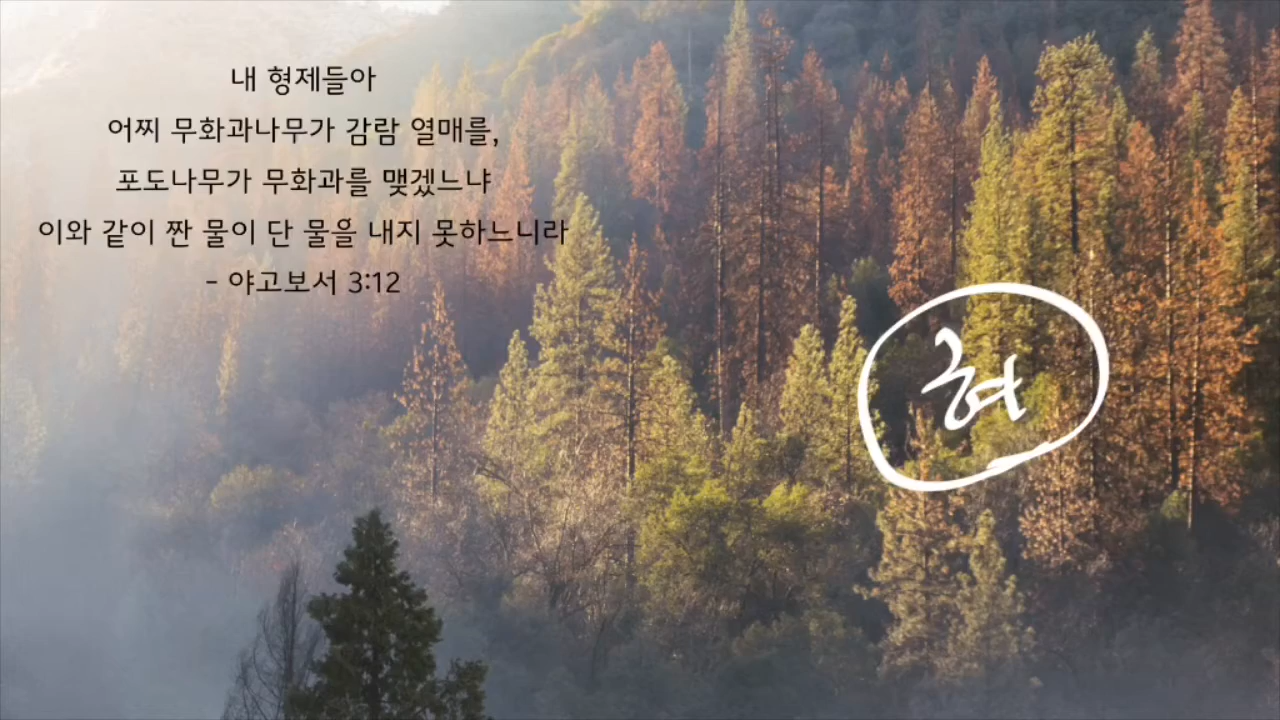 내 형제들아
어찌 무화과나무가 감람 열매를,
포도나무가 무화과를 맺겠느냐
이와 같이 짠 물이 단 물을 내지 못하느니라
- 야고보서 3:12
혀